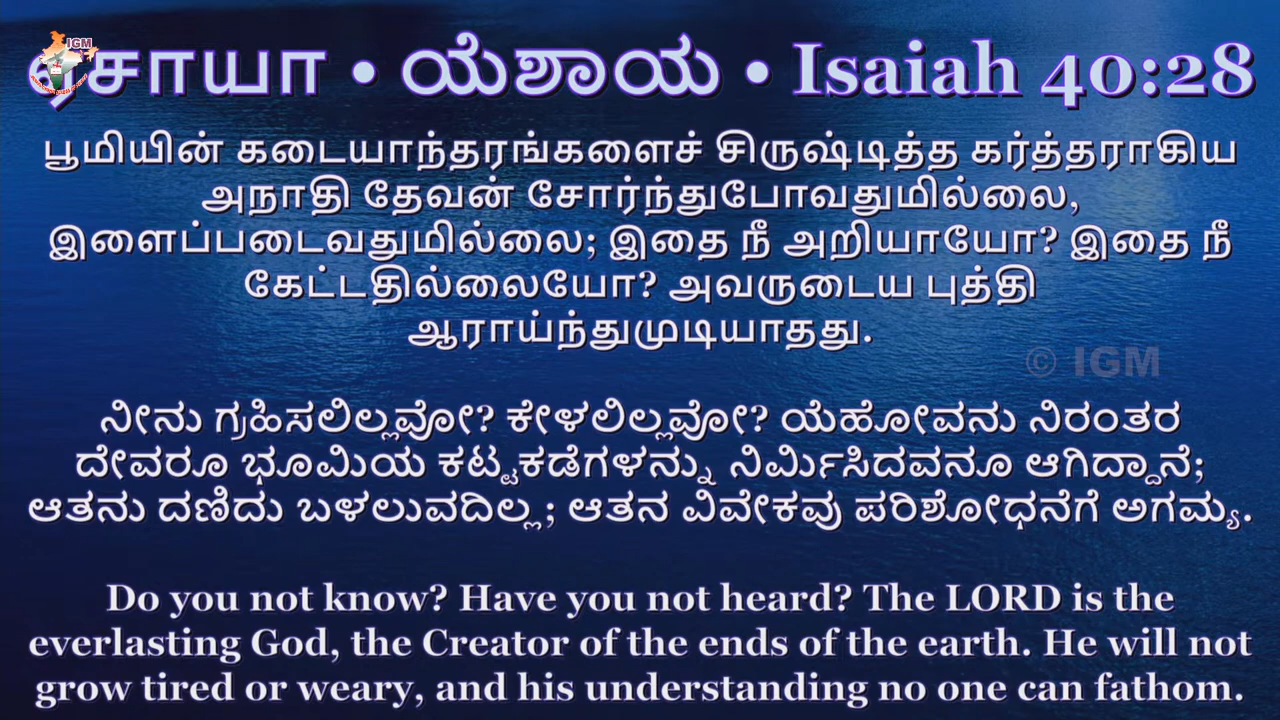 IGM
ஏசாயா • ಯೆಶಾಯ • Isaiah 40:28
பூமியின் கடையாந்தரங்களைச் சிருஷ்டித்த கர்த்தராகிய
அநாதி தேவன் சோர்ந்துபோவதுமில்லை,
இளைப்படைவதுமில்லை; இதை நீ அறியாயோ? இதை நீ
கேட்டதில்லையோ? அவருடைய புத்தி
ஆராய்ந்துமுடியாதது.
© IGM
ನೀನು ಗ್ರಹಿಸಲಿಲ್ಲವೋ? ಕೇಳಲಿಲ್ಲವೋ? ಯೆಹೋವನು ನಿರಂತರ
ದೇವರೂ ಭೂಮಿಯ ಕಟ್ಟಕಡೆಗಳನ್ನು ನಿರ್ಮಿಸಿದವನೂ ಆಗಿದ್ದಾನೆ;
ಆತನು ದಣಿದು ಬಳಲುವದಿಲ್ಲ; ಆತನ ವಿವೇಕವು ಪರಿಶೋಧನೆಗೆ ಅಗಮ್ಯ.
Do you not know? Have you not heard? The LORD is the
everlasting God, the Creator of the ends of the earth. He will not
grow tired or weary, and his understanding no one can fathom.